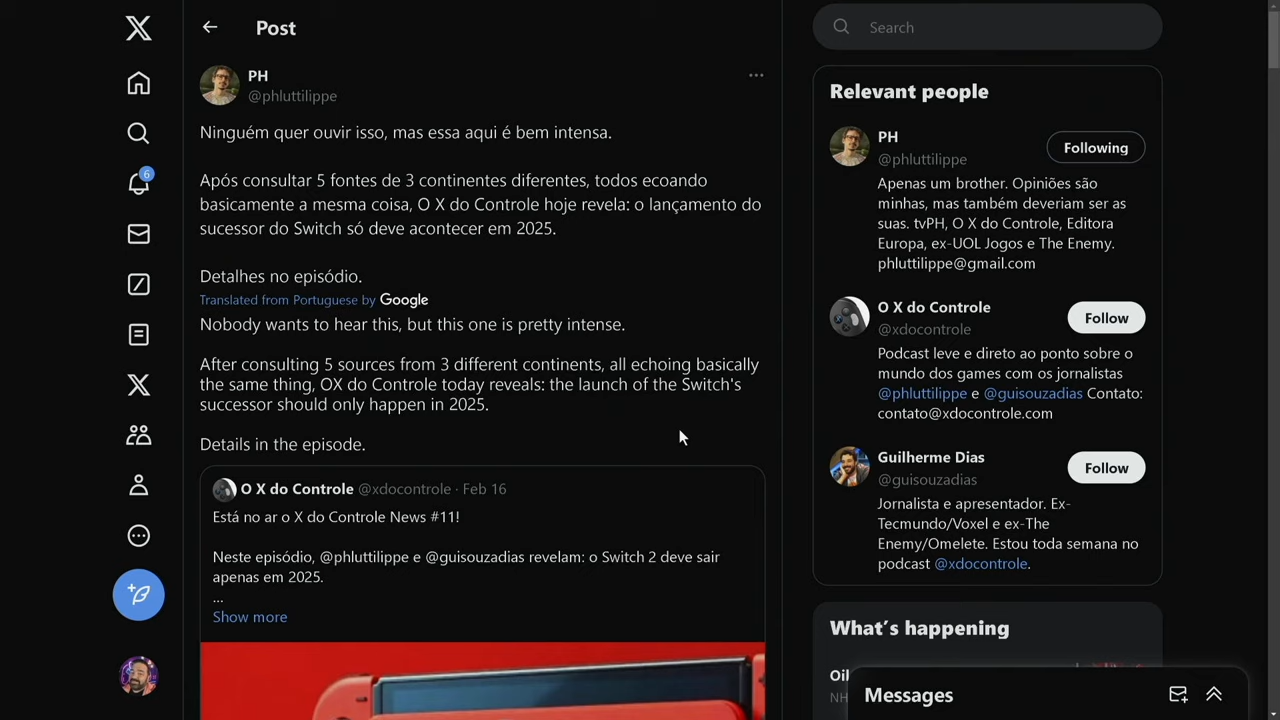 Post
PH
@phluttilippe
Ninguém quer ouvir isso, mas essa aqui é bem intensa.
Após consultar 5 fontes de 3 continentes diferentes, todos ecoando
basicamente a mesma coisa, O X do Controle hoje revela: o lançamento do
sucessor do Switch só deve acontecer em 2025.
Detalhes no episódio.
Translated from Portuguese by Google
Nobody wants to hear this, but this one is pretty intense.
After consulting 5 sources from 3 different continents, all echoing basically
the same thing, OX do Controle today reveals: the launch of the Switch's
successor should only happen in 2025.
Details in the episode.
O X do Controle @xdocontrole · Feb 16
Está no ar o X do Controle News #11!
Neste episódio, @phluttilippe e @guisouzadias revelam: o Switch 2 deve sair
apenas em 2025.
...
Show more
6
Search
Relevant people
PH
@phluttilippe
Following
Apenas um brother. Opiniões são
minhas, mas também deveriam ser as
suas. tvPH, O X do Controle, Editora
Europa, ex-UOL Jogos e The Enemy.
phluttilippe@gmail.com
O X do Controle
@xdocontrole
Follow
Podcast leve e direto ao ponto sobre o
mundo dos games com os jornalistas
@phluttilippe e @guisouzadias Contato:
contato@xdocontrole.com
Guilherme Dias
@guisouzadias
Follow
Jornalista e apresentador. Ex-
Tecmundo/Voxel e ex-The
Enemy/Omelete. Estou toda semana no
podcast @xdocontrole.
What's happening
Oil
NH
Messages